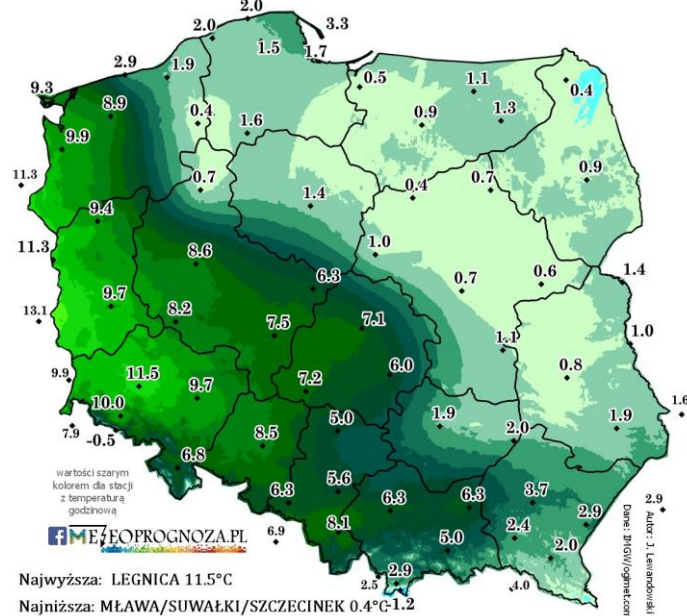 2.0
2.0 3.3
1.5 1.7
2.9 1.9
9.3 0.5 1.1 0.4
8.9 0.4 1.6 0.9 1.3
9.9
11.3 0.7 1.4 0.4 0.7 0.9
9.4
11.3 8.6 1.0
6.3 0.7 0.6 1.4
9.7
13.1 8.2 7.5 7.1 1.1 1.0
9.9 11.5 9.7 7.2 6.0 0.8
10.0 1.9 1.6
7.9 -0.5 8.5 5.0 2.0 1.9
6.8
wartości szarym
kolorem dla stacji
z temperaturą
godzinową
5.6
6.3 6.3 6.3 3.7
2.9 2.9
6.9 8.1 5.0 2.4 2.0
METEOPROGNOZA.PL
2.5 2.9 -4.0
-1.2
Najwyższa: LEGNICA 11.5°C
Najniższa: MŁAWA/SUWAŁKI/SZCZECINEK 0.4°C
Autor: J. Lewandowski
Dane: IMGW/ogimet.com